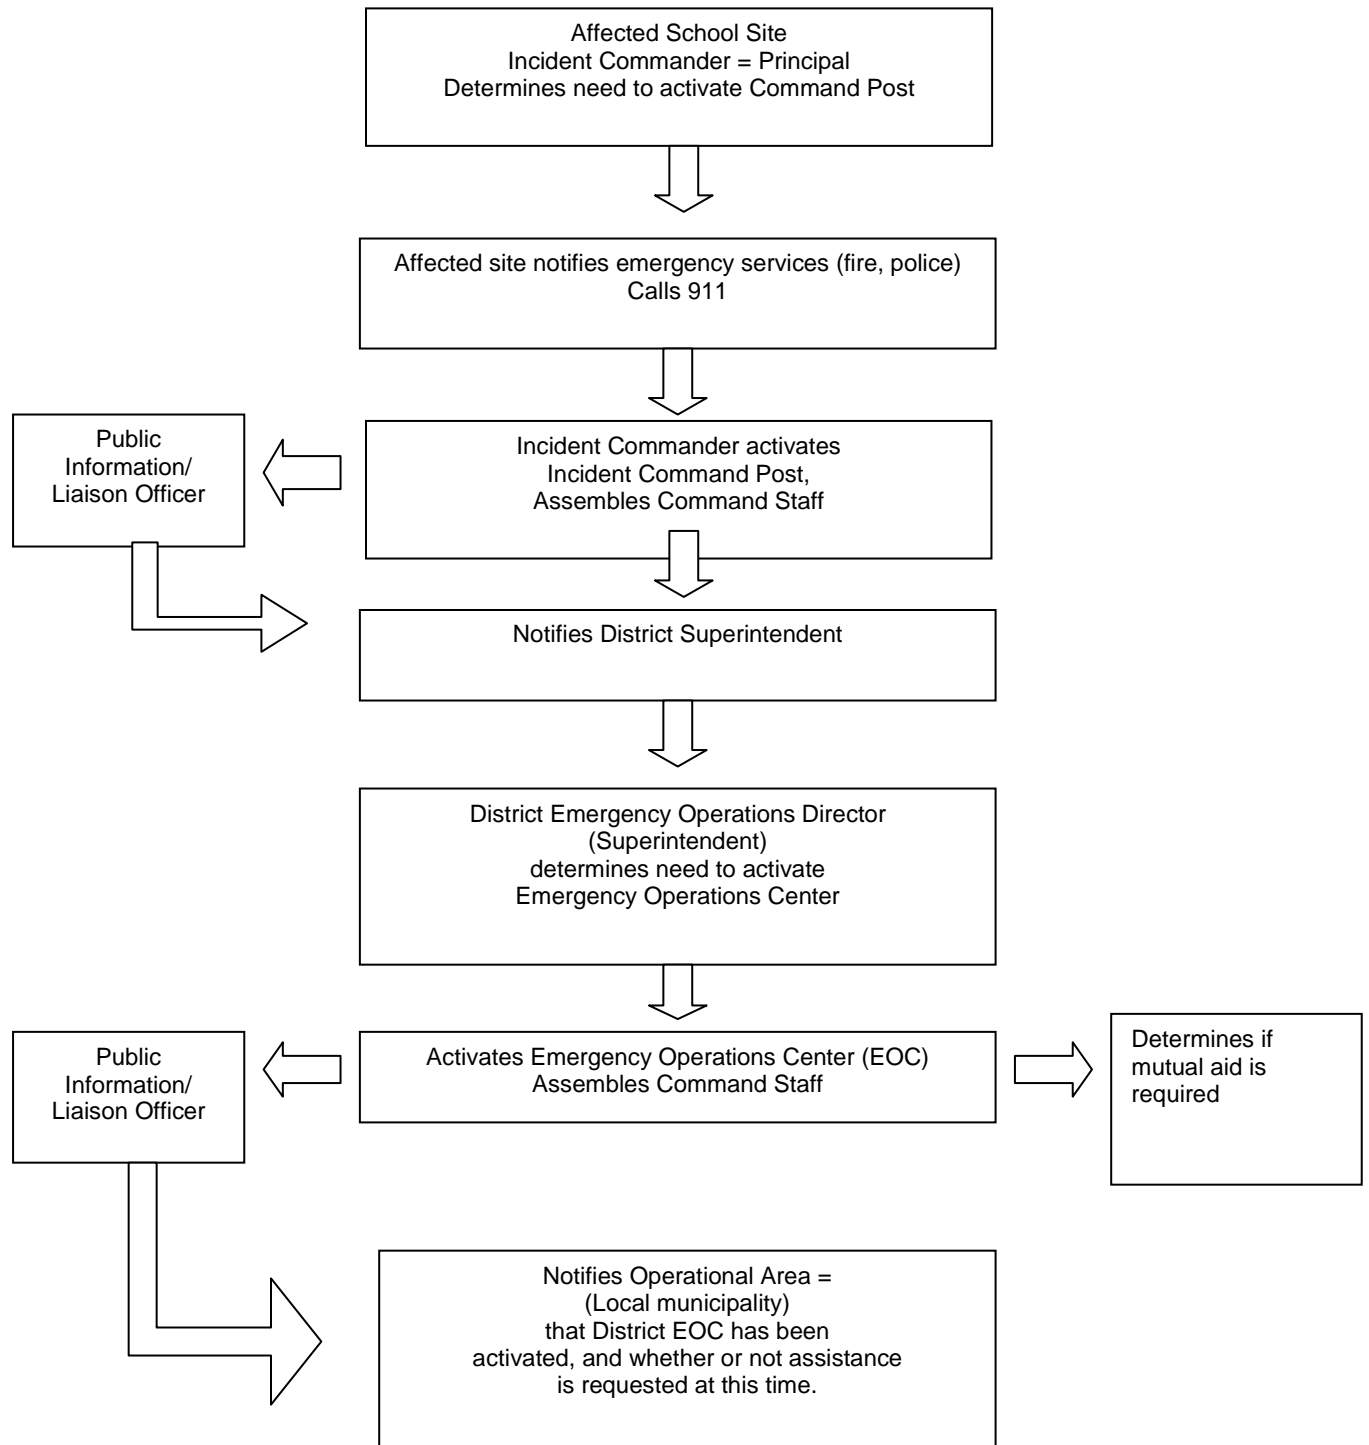 Affected School Site
Incident Commander = Principal
Determines need to activate Command Post
Affected site notifies emergency services (fire, police)
Calls 911
Public
Information/
Liaison Officer
Incident Commander activates
Incident Command Post,
Assembles Command Staff
Notifies District Superintendent
District Emergency Operations Director
(Superintendent)
determines need to activate
Emergency Operations Center
Public
Information/
Liaison Officer
Activates Emergency Operations Center (EOC)
Assembles Command Staff
Determines if
mutual aid is
required
Notifies Operational Area =
(Local municipality)
that District EOC has been
activated, and whether or not assistance
is requested at this time.